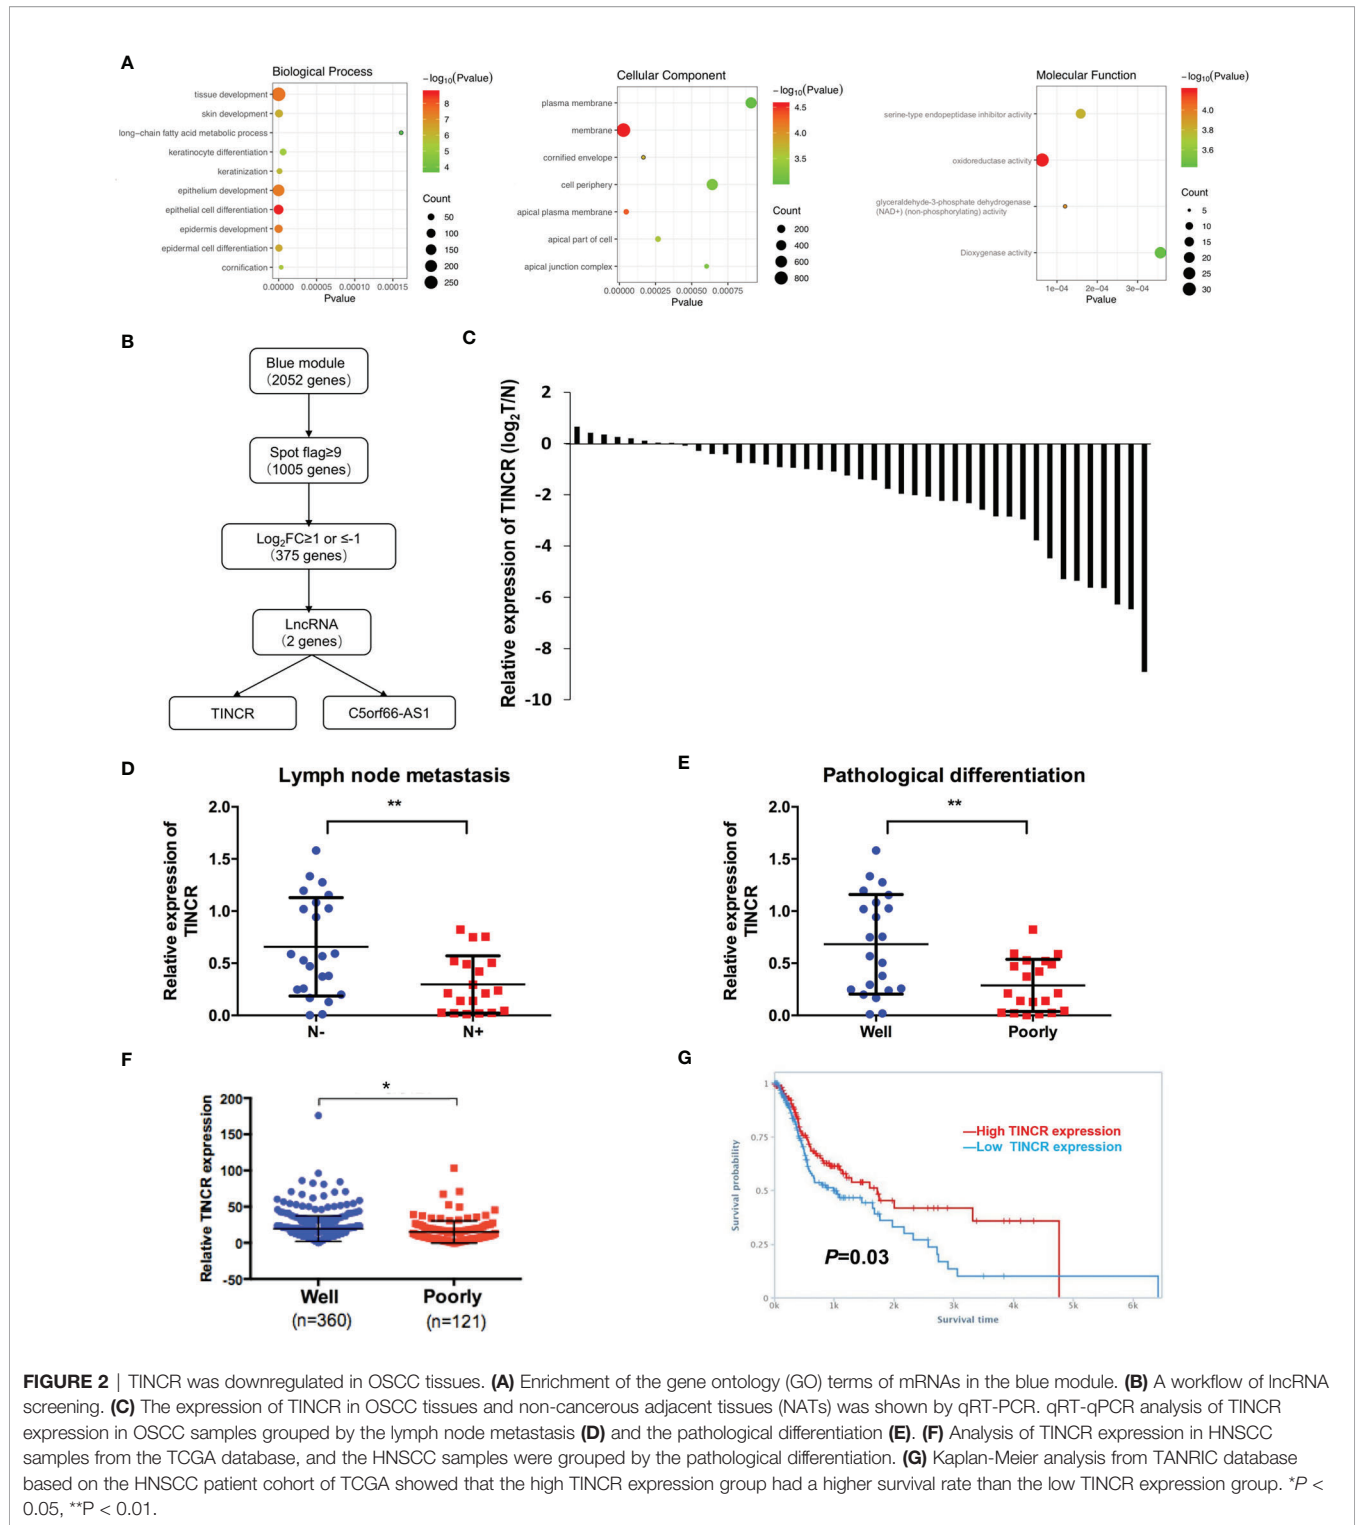 A
Biological Process
tissue development
skin development
long-chain fatty acid metabolic process
keratinocyte differentiation
keratinization
epithelium development
epithelial cell differentiation
epidermis development
epidermal cell differentiation
cornification
0.00000 0.00005 0.00010 0.00015
Pvalue
−log10(Pvalue)
8
7
6
5
4
Count
50
100
150
200
250
Cellular Component
plasma membrane
membrane
cornified envelope
cell periphery
apical plasma membrane
apical part of cell
apical junction complex
0.00000 0.00025 0.00050 0.00075
Pvalue
−log10(Pvalue)
4.5
4.0
3.5
Count
200
400
600
800
Molecular Function
serine-type endopeptidase inhibitor activity
oxidoreductase activity
glyceraldehyde-3-phosphate dehydrogenase
(NAD+) (non-phosphorylating) activity
Dioxygenase activity
1e-04 2e-04 3e-04
Pvalue
−log10(Pvalue)
4.0
3.8
3.6
Count
5
10
15
20
25
30
B
Blue module
(2052 genes)
Spot flag≥9
(1005 genes)
Log2FC≥1 or ≤-1
(375 genes)
LncRNA
(2 genes)
TINCR
C5orf66-AS1
C
Relative expression of TINCR (log2T/N)
2
0
-2
-4
-6
-8
-10
D
Lymph node metastasis
Relative expression of
TINCR
2.0
1.5
1.0
0.5
0.0
**
N-
N+
E
Pathological differentiation
Relative expression of
TINCR
2.0
1.5
1.0
0.5
0.0
**
Well
Poorly
F
Relative TINCR expression
200
150
100
50
0
-50
*
Well
(n=360)
Poorly
(n=121)
G
Survival probability
1
0.75
0.5
0.25
0
High TINCR expression
Low TINCR expression
P=0.03
0k 1k 2k 3k 4k 5k 6k
Survival time
FIGURE 2 | TINCR was downregulated in OSCC tissues. (A) Enrichment of the gene ontology (GO) terms of mRNAs in the blue module. (B) A workflow of lncRNA
screening. (C) The expression of TINCR in OSCC tissues and non-cancerous adjacent tissues (NATs) was shown by qRT-PCR. qRT-qPCR analysis of TINCR
expression in OSCC samples grouped by the lymph node metastasis (D) and the pathological differentiation (E). (F) Analysis of TINCR expression in HNSCC
samples from the TCGA database, and the HNSCC samples were grouped by the pathological differentiation. (G) Kaplan-Meier analysis from TANRIC database
based on the HNSCC patient cohort of TCGA showed that the high TINCR expression group had a higher survival rate than the low TINCR expression group. *P <
0.05, **P < 0.01.